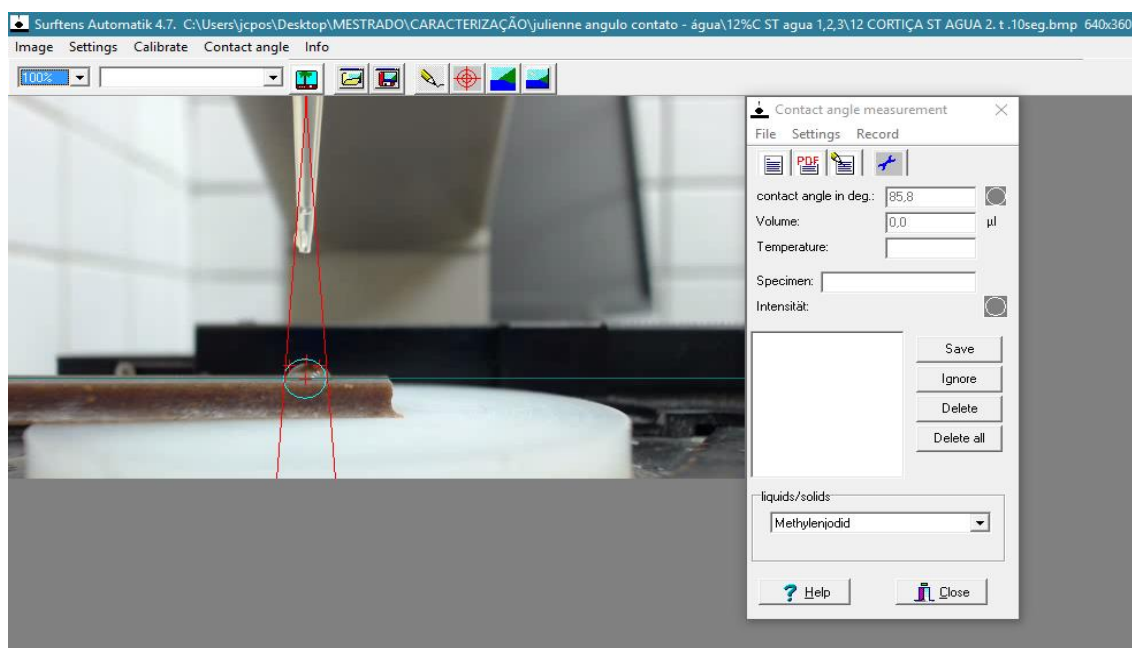 Surftens Automatik 4.7. C:\Users\jcpos\Desktop\MESTRADO\CARACTERIZAÇÃO\julienne angulo contato - água\12%C ST agua 1,2,3\12 CORTIÇA ST AGUA 2. t .10seg.bmp 640x360
Image Settings Calibrate Contact angle Info
100%
Contact angle measurement
File Settings Record
PDF
contact angle in deg.: 85,8
Volume: 0,0 µl
Temperature:
Specimen:
Intensität:
Save
Ignore
Delete
Delete all
liquids/solids
Methylenjodid
? Help
Close